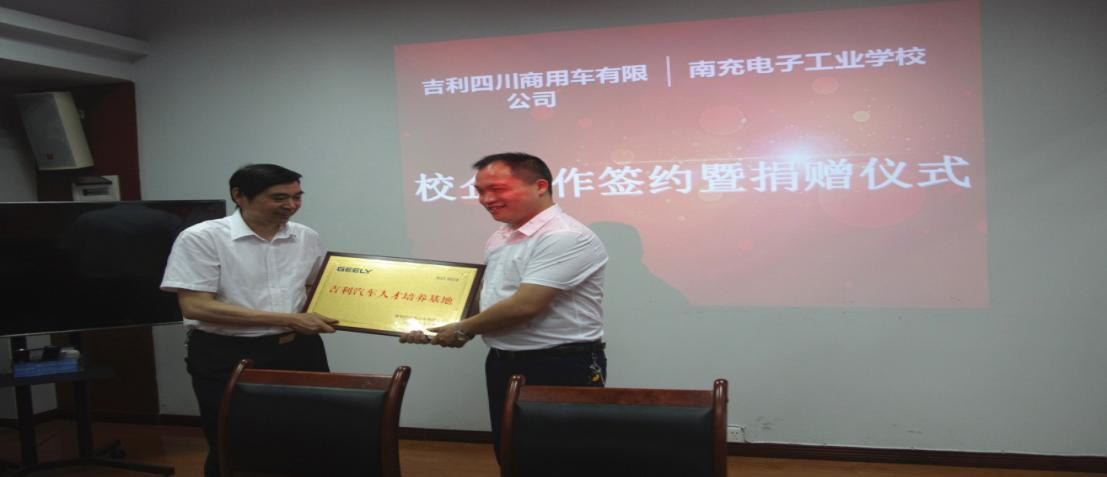 吉利四川商用车有限
公司
南充电子工业学校
校企 作签约暨捐赠仪式
GEELY
吉利汽车人才培养基地